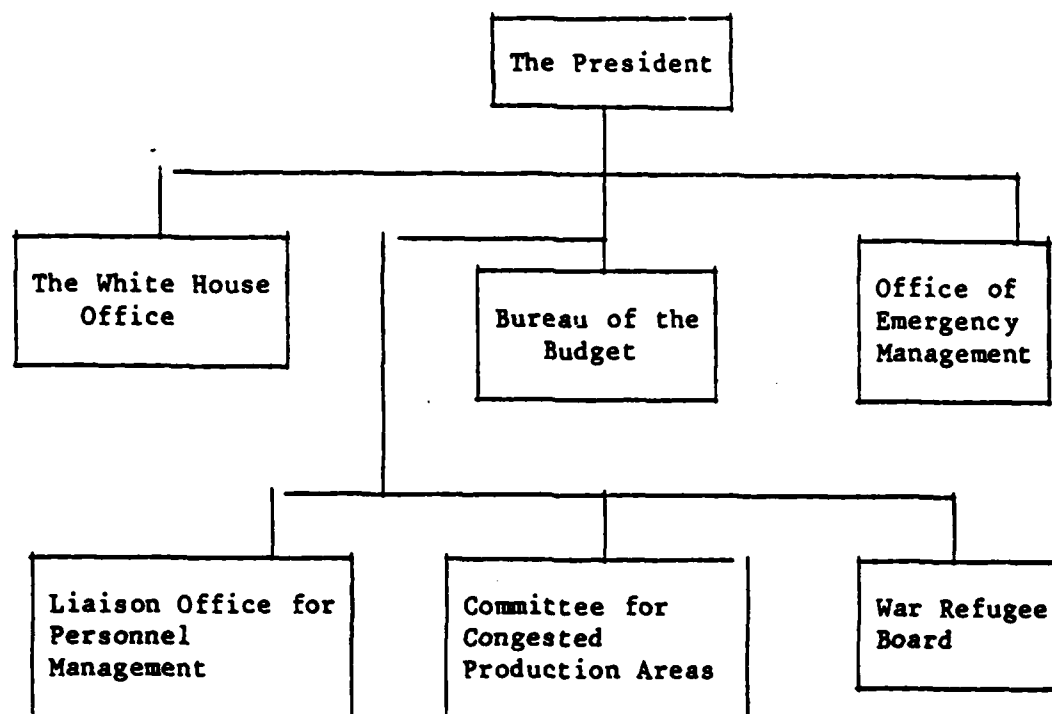 The President
The White House
Office
Bureau of the
Budget
Office of
Emergency
Management
Liaison Office for
Personnel
Management
Committee for
Congested
Production Areas
War Refugee
Board